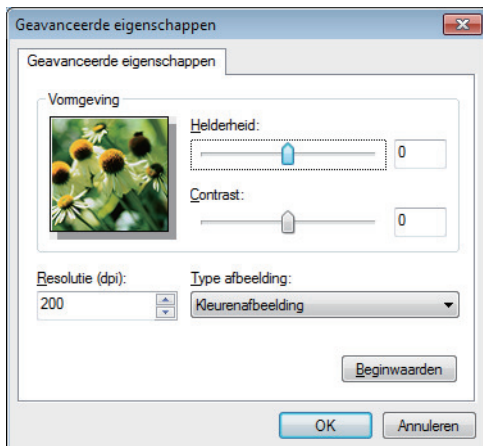 Geavanceerde eigenschappen
Geavanceerde eigenschappen
Vormgeving
Helderheid:
0
Contrast:
0
Resolutie (dpi):
Type afbeelding:
200
Kleurenafbeelding
Beginwaarden
OK
Annuleren